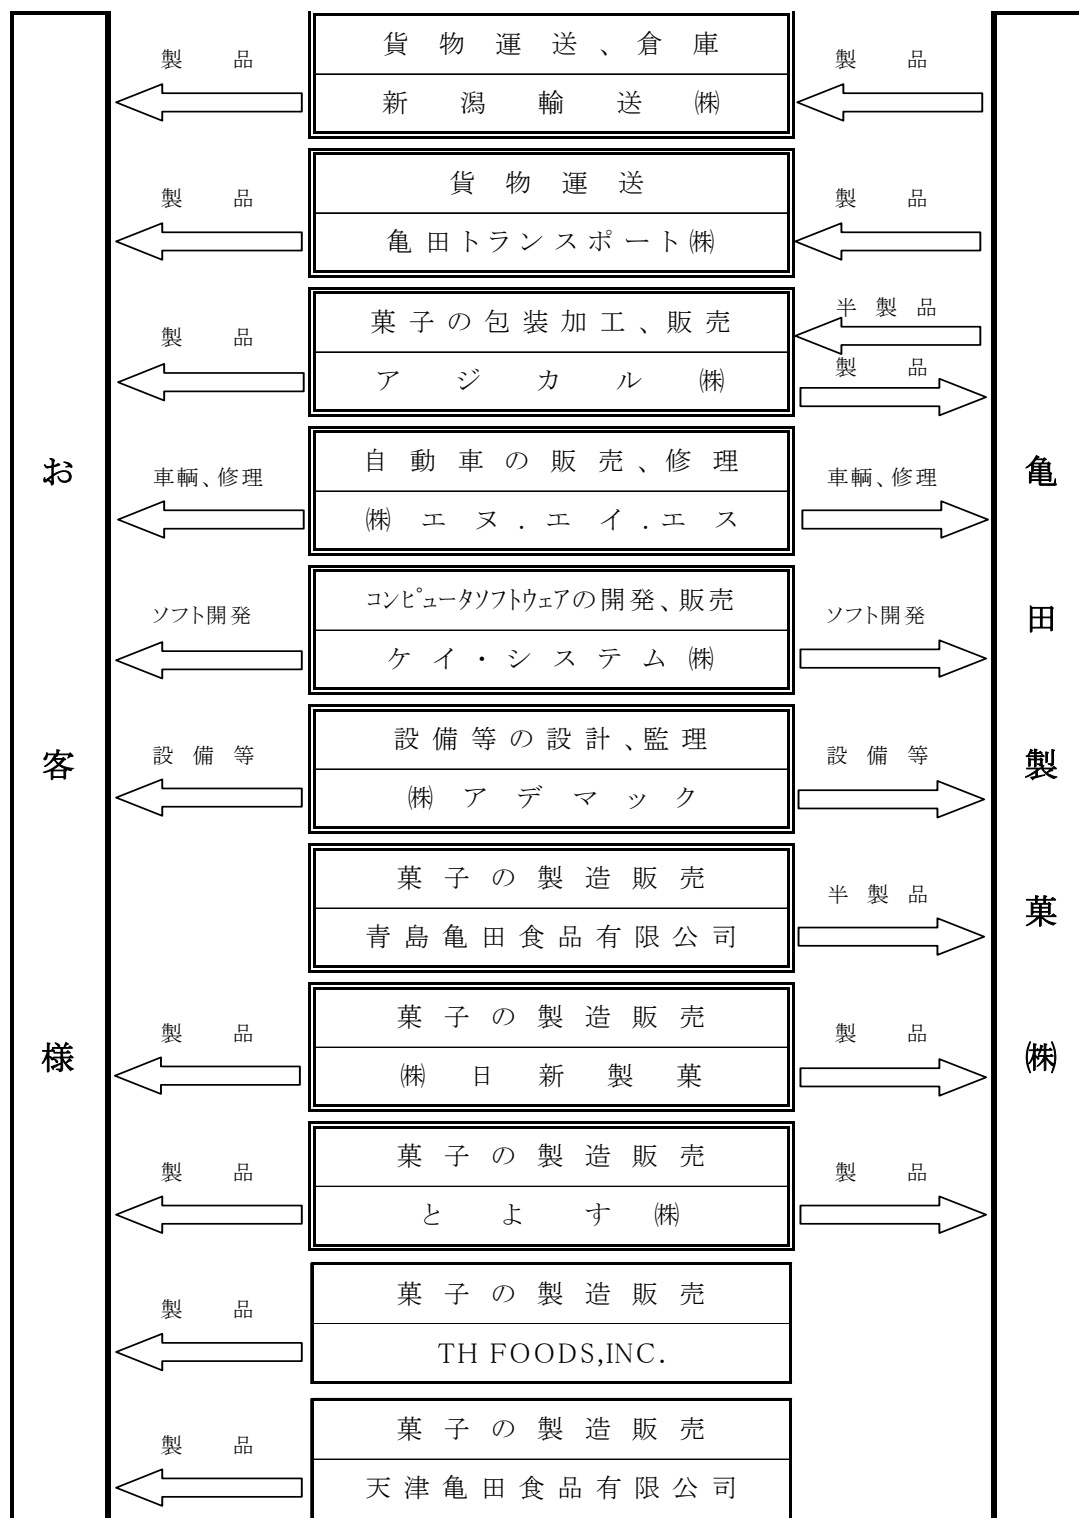 貨物運送、倉庫
製品
製品
新潟輸送㈱
貨物運送
製品
製品
亀田トランスポート㈱
菓子の包装加工、販売
半製品
製品
製品
アジカル㈱
自動車の販売、修理
車輌、修理
車輌、修理
㈱エヌ.エイ.エス
コンピュータソフトウェアの開発、販売
ソフト開発
ソフト開発
ケイ・システム㈱
設備等の設計、監理
設備等
設備等
㈱アデマック
菓子の製造販売
半製品
青島亀田食品有限公司
菓子の製造販売
製品
製品
㈱日新製菓
菓子の製造販売
製品
製品
とよす㈱
菓子の製造販売
製品
TH FOODS,INC.
菓子の製造販売
製品
天津亀田食品有限公司
お客様
亀田製菓㈱